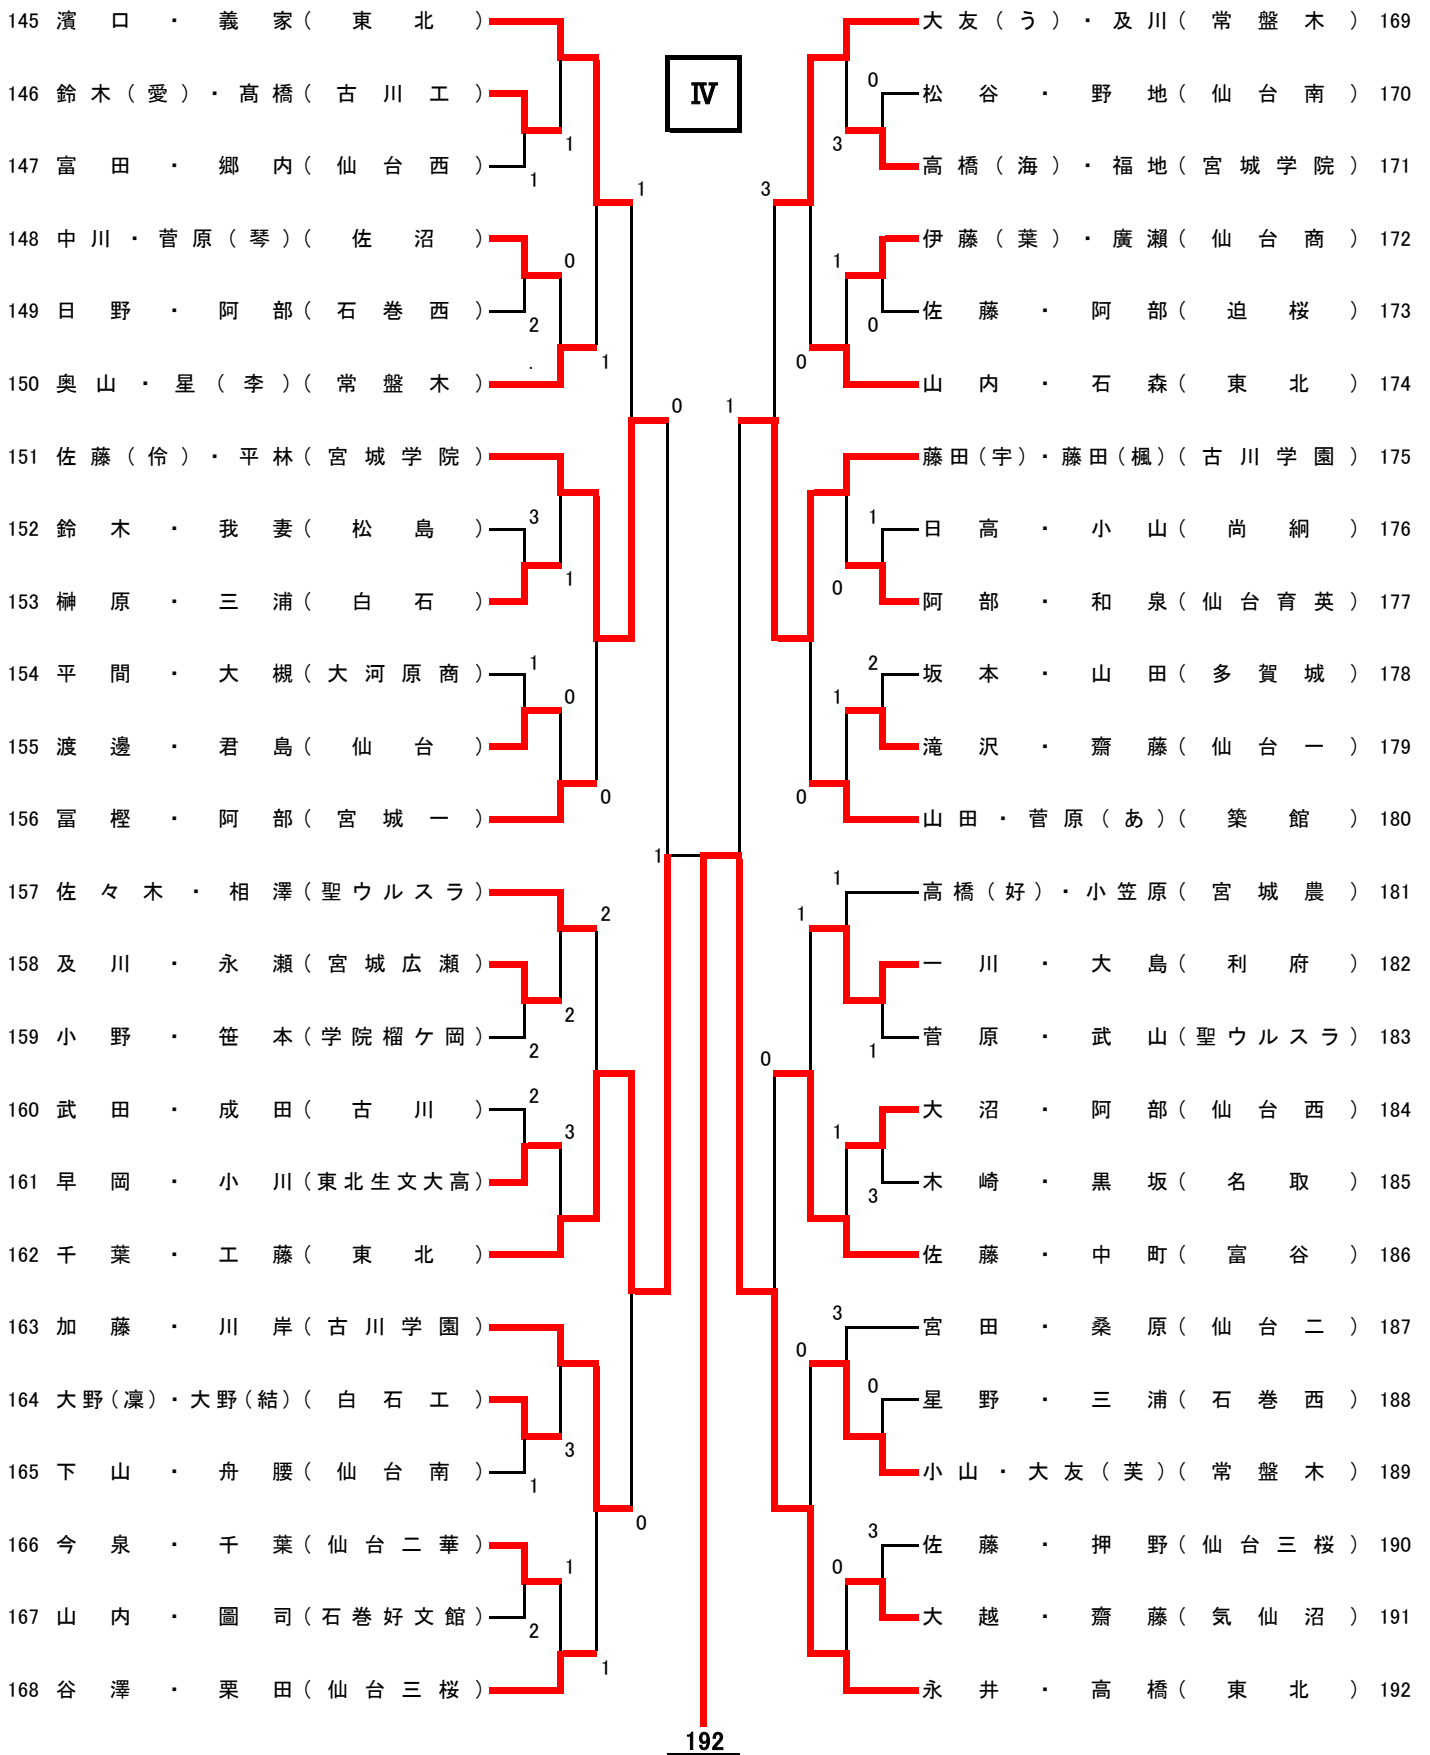 145 濱口・義家（東北）
146 鈴木（愛）・髙橋（古川工）
1
147 富田・郷内（仙台西）
1
1
148 中川・菅原（琴）（佐沼）
0
149 日野・阿部（石巻西）
2
1
150 奥山・星（李）（常盤木）
0
151 佐藤（伶）・平林（宮城学院）
152 鈴木・我妻（松島）
3
1
153 榊原・三浦（白石）
154 平間・大槻（大河原商）
1
0
155 渡邊・君島（仙台）
0
156 冨樫・阿部（宮城一）
1
157 佐々木・相澤（聖ウルスラ）
2
158 及川・永瀬（宮城広瀬）
2
159 小野・笹本（学院榴ケ岡）
2
160 武田・成田（古川）
2
3
161 早岡・小川（東北生文大高）
162 千葉・工藤（東北）
163 加藤・川岸（古川学園）
164 大野（凜）・大野（結）（白石工）
3
165 下山・舟腰（仙台南）
1
0
166 今泉・千葉（仙台二華）
1
167 山内・圖司（石巻好文館）
2
1
168 谷澤・栗田（仙台三桜）
Ⅳ
大友（う）・及川（常盤木）169
0
松谷・野地（仙台南）170
3
高橋（海）・福地（宮城学院）171
3
伊藤（葉）・廣瀬（仙台商）172
1
佐藤・阿部（迫桜）173
0
0
山内・石森（東北）174
1
藤田（宇）・藤田（楓）（古川学園）175
1
日高・小山（尚絅）176
0
阿部・和泉（仙台育英）177
2
坂本・山田（多賀城）178
1
滝沢・齋藤（仙台一）179
0
山田・菅原（あ）（築館）180
1
高橋（好）・小笠原（宮城農）181
1
一川・大島（利府）182
菅原・武山（聖ウルスラ）183
1
0
大沼・阿部（仙台西）184
1
木崎・黒坂（名取）185
3
佐藤・中町（富谷）186
3
宮田・桑原（仙台二）187
0
0
星野・三浦（石巻西）188
小山・大友（芙）（常盤木）189
3
佐藤・押野（仙台三桜）190
0
大越・齋藤（気仙沼）191
永井・高橋（東北）192
192